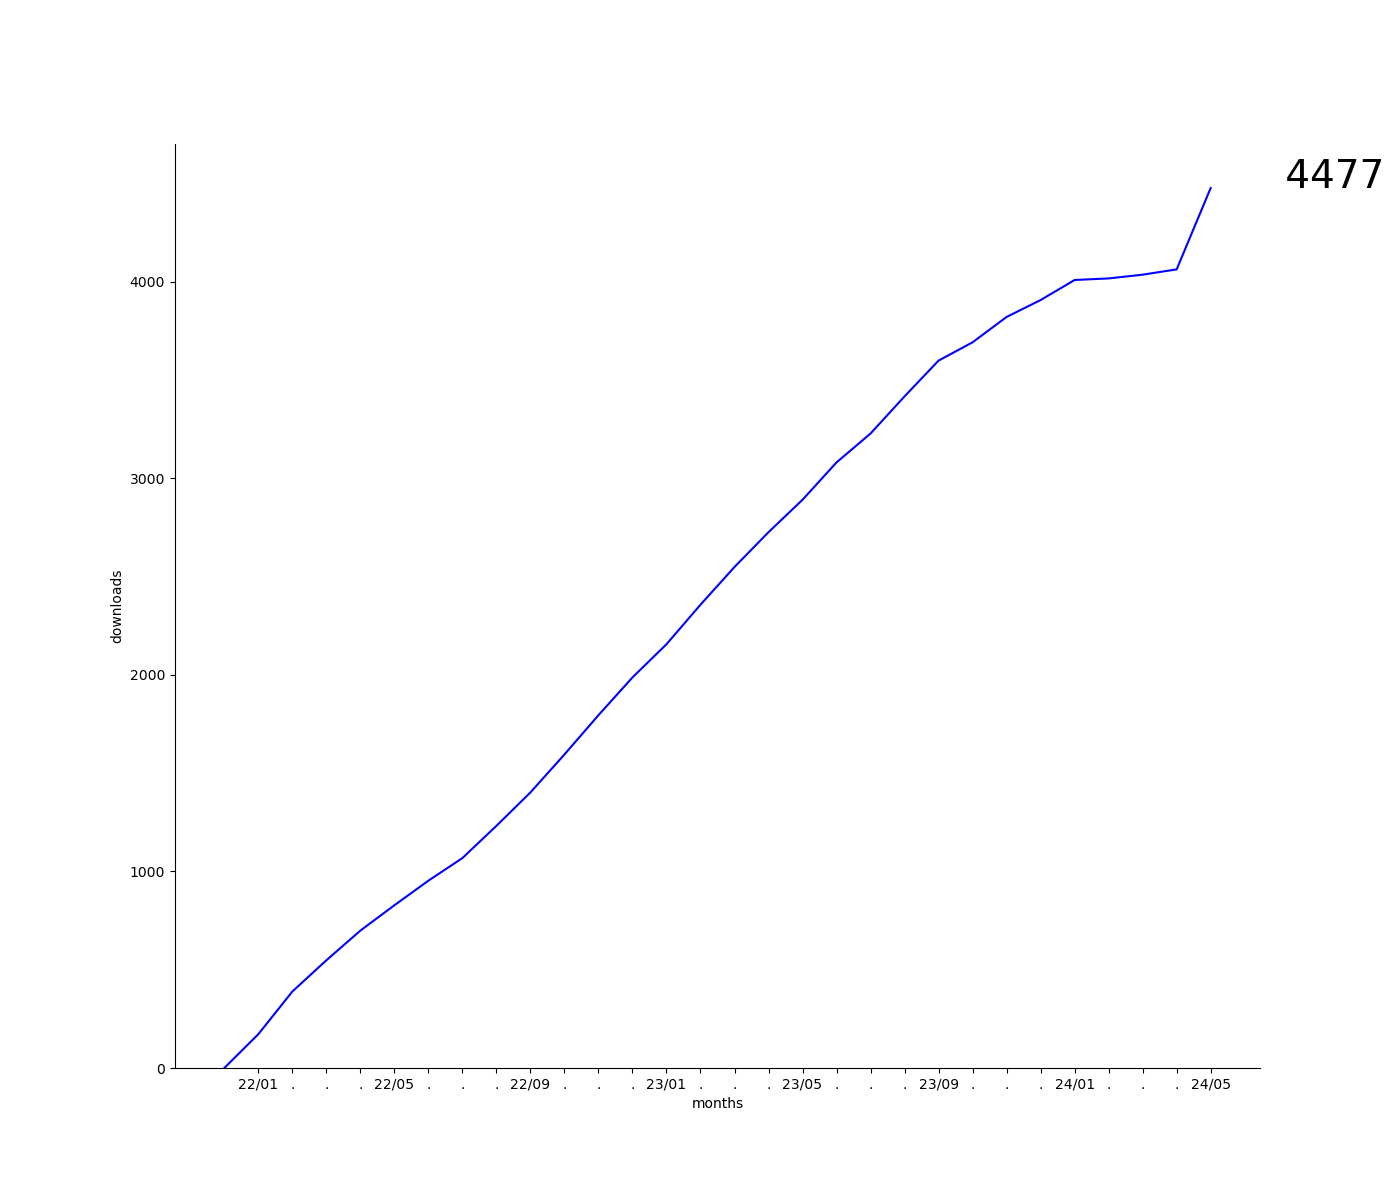 4477
4000
3000
2000
1000
0
downloads
22/01 . . . 22/05 . . . 22/09 . . . 23/01 . . . 23/05 . . . 23/09 . . . 24/01 . . . 24/05
months